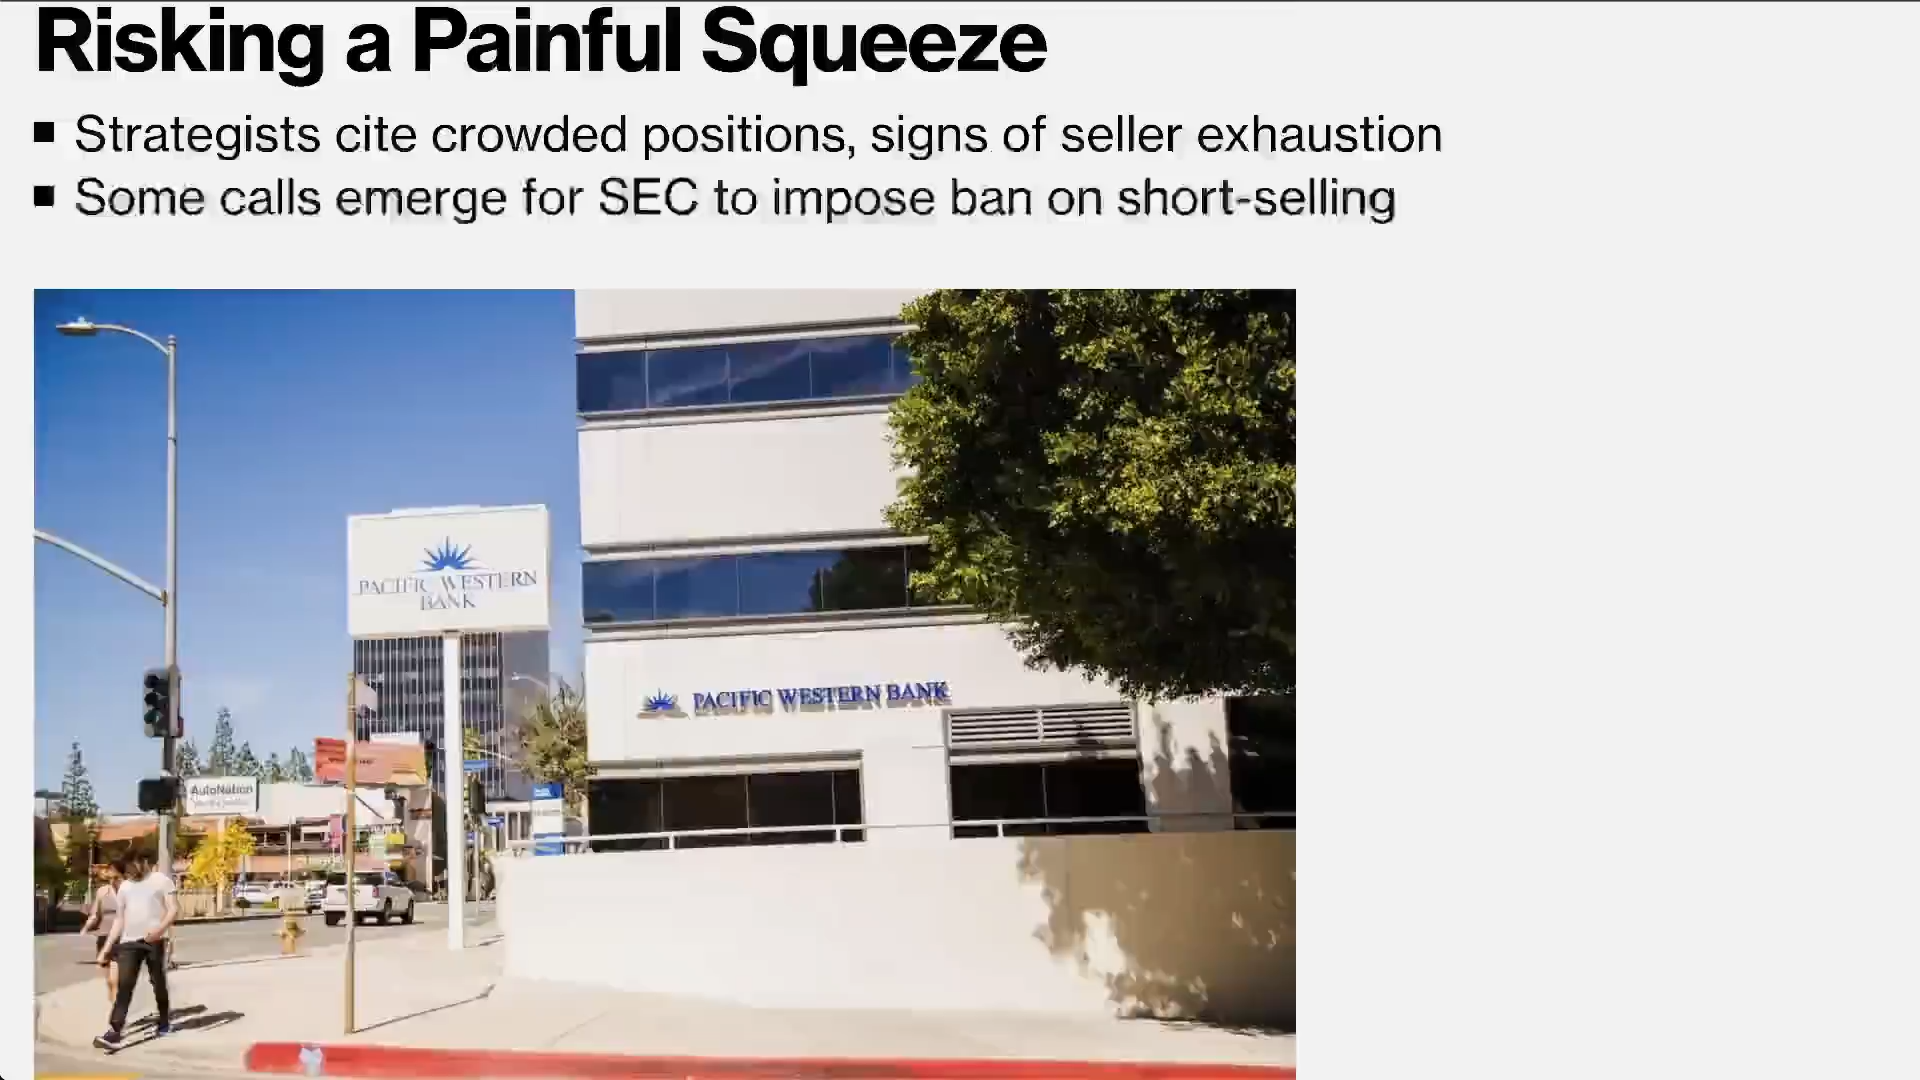 Risking a Painful Squeeze
▪ Strategists cite crowded positions, signs of seller exhaustion
▪ Some calls emerge for SEC to impose ban on short-selling
PACIFIC WESTERN
BANK
PACIFIC WESTERN BANK
AutoNation